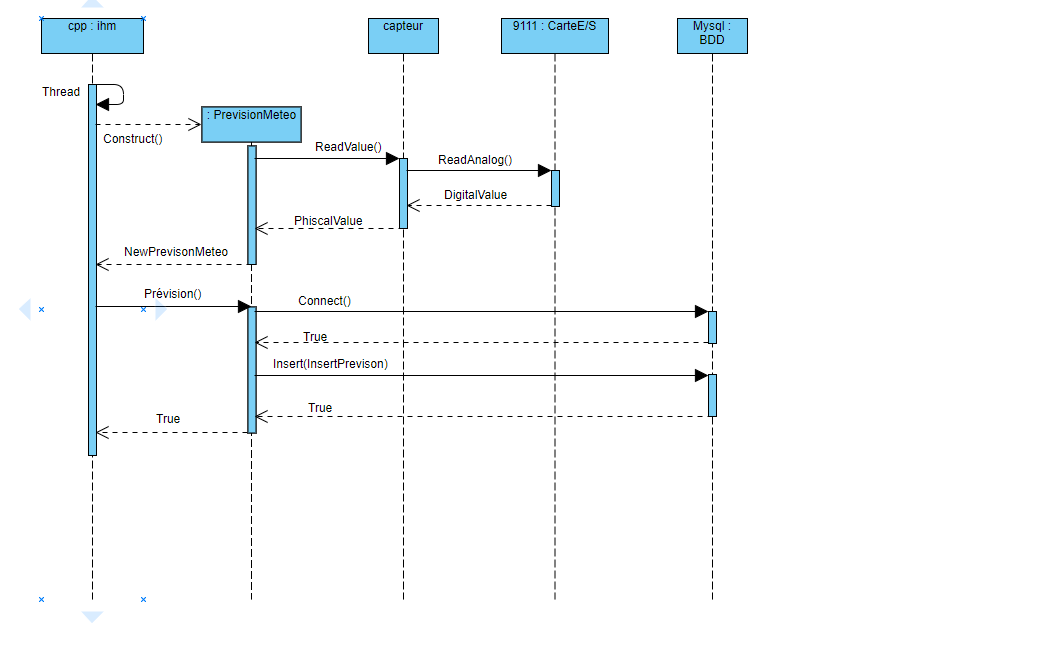 cpp : ihm
capteur
9111 : CarteE/S
Mysql :
BDD
Thread
: PrevisionMeteo
Construct()
ReadValue()
ReadAnalog()
DigitalValue
PhiscalValue
NewPrevisonMeteo
Prévision()
Connect()
True
Insert(InsertPrevison)
True
True